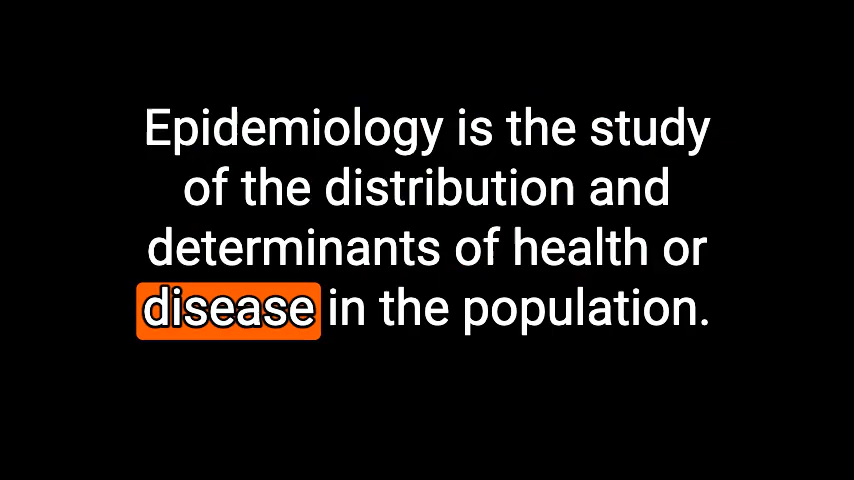 Epidemiology is the study
of the distribution and
determinants of health or
disease in the population.